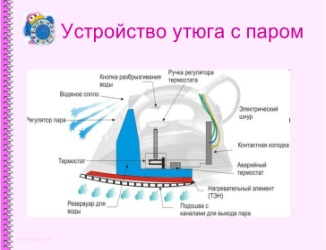 Устройство утюга с паром
Кнопка разбрызгивания
воды
Ручка регулятора
термостата
Водяное сопло
Электрический
шнур
Регулятор пара
Контактная колодка
Термостат
Аварийный
термостат
Нагревательный элемент
(ТЭН)
Резервуар для
воды
Подошва с
каналами для выхода пара